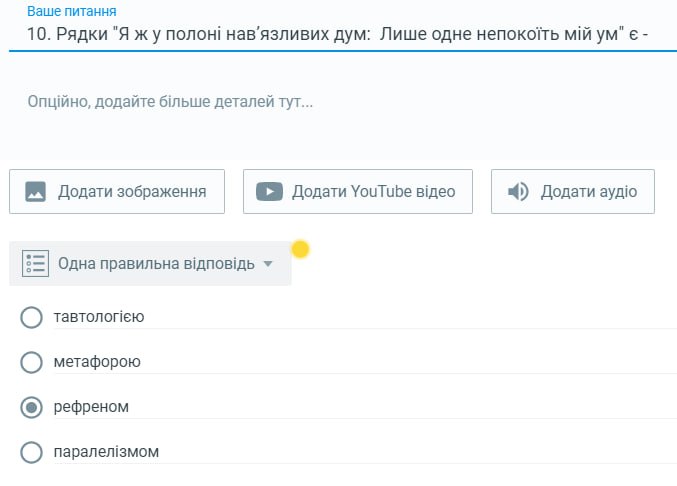 Ваше питання
10. Рядки "Я ж у полоні нав’язливих дум:  Лише одне непокоїть мій ум" є -
Опційно, додайте більше деталей тут...
Додати зображення Додати YouTube відео Додати аудіо
Одна правильна відповідь
тавтологією
метафорою
рефреном
паралелізмом